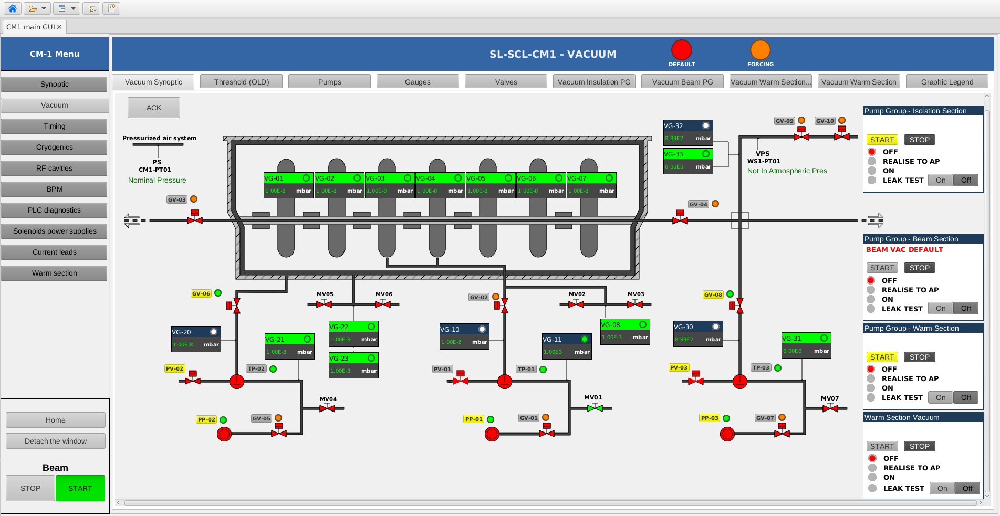 CM1 main GUI
CM-1 Menu
SL-SCL-CM1 - VACUUM
DEFAULT
FORCING
Synoptic
Vacuum
Timing
Cryogenics
RF cavities
BPM
PLC diagnostics
Solenoids power supplies
Current leads
Warm section
Home
Detach the window
Beam
STOP
START
Vacuum Synoptic
Threshold (OLD)
Pumps
Gauges
Valves
Vacuum Insulation PG
Vacuum Beam PG
Vacuum Warm Section...
Vacuum Warm Section
Graphic Legend
ACK
Pressurized air system
PS
CM1-PT01
Nominal Pressure
GV-03
VG-01
1.00E-8 mbar
VG-02
1.00E-8 mbar
VG-03
1.00E-8 mbar
VG-04
1.00E-8 mbar
VG-05
1.00E-8 mbar
VG-06
1.00E-8 mbar
VG-07
1.00E-8 mbar
VG-32
8.89E2 mbar
VG-33
0.00E0 mbar
GV-09
GV-10
VPS
WS1-PT01
Not In Atmospheric Pres
GV-04
GV-06
MV05
MV06
GV-02
MV02
MV03
GV-08
VG-20
1.00E-8 mbar
VG-21
1.00E-3 mbar
VG-22
1.00E-8 mbar
VG-23
1.00E-3 mbar
VG-10
1.00E-2 mbar
VG-11
1.00E3 mbar
VG-08
1.00E-3 mbar
VG-30
8.89E2 mbar
VG-31
0.00E0 mbar
PV-02
TP-02
PV-01
TP-01
PV-03
TP-03
MV04
MV01
MV07
PP-02
GV-05
PP-01
GV-01
PP-03
GV-07
Pump Group - Isolation Section
START STOP
OFF
REALISE TO AP
ON
LEAK TEST On Off
Pump Group - Beam Section
BEAM VAC DEFAULT
START STOP
OFF
REALISE TO AP
ON
LEAK TEST On Off
Pump Group - Warm Section
START STOP
OFF
REALISE TO AP
ON
LEAK TEST On Off
Warm Section Vacuum
START STOP
OFF
REALISE TO AP
ON
LEAK TEST On Off